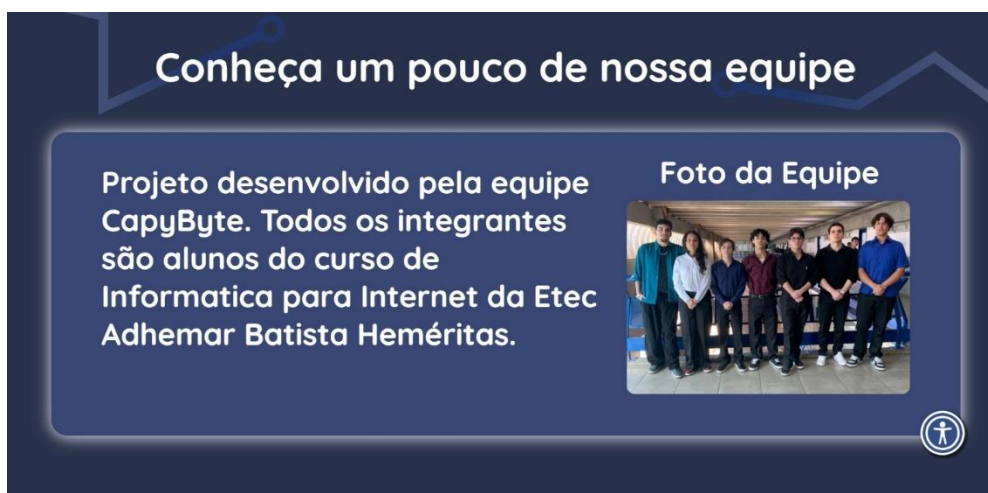 Conheça um pouco de nossa equipe
Projeto desenvolvido pela equipe
CapyByte. Todos os integrantes
são alunos do curso de
Informatica para Internet da Etec
Adhemar Batista Heméritas.
Foto da Equipe